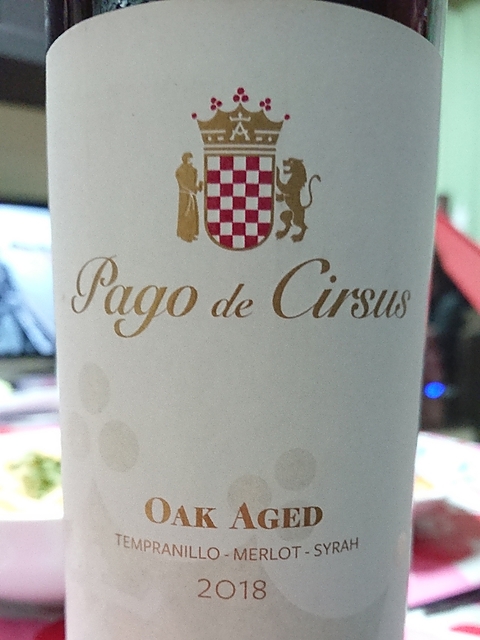 A
Pago de Cirsus
OAK AGED
TEMPRANILLO - MERLOT - SYRAH
2018